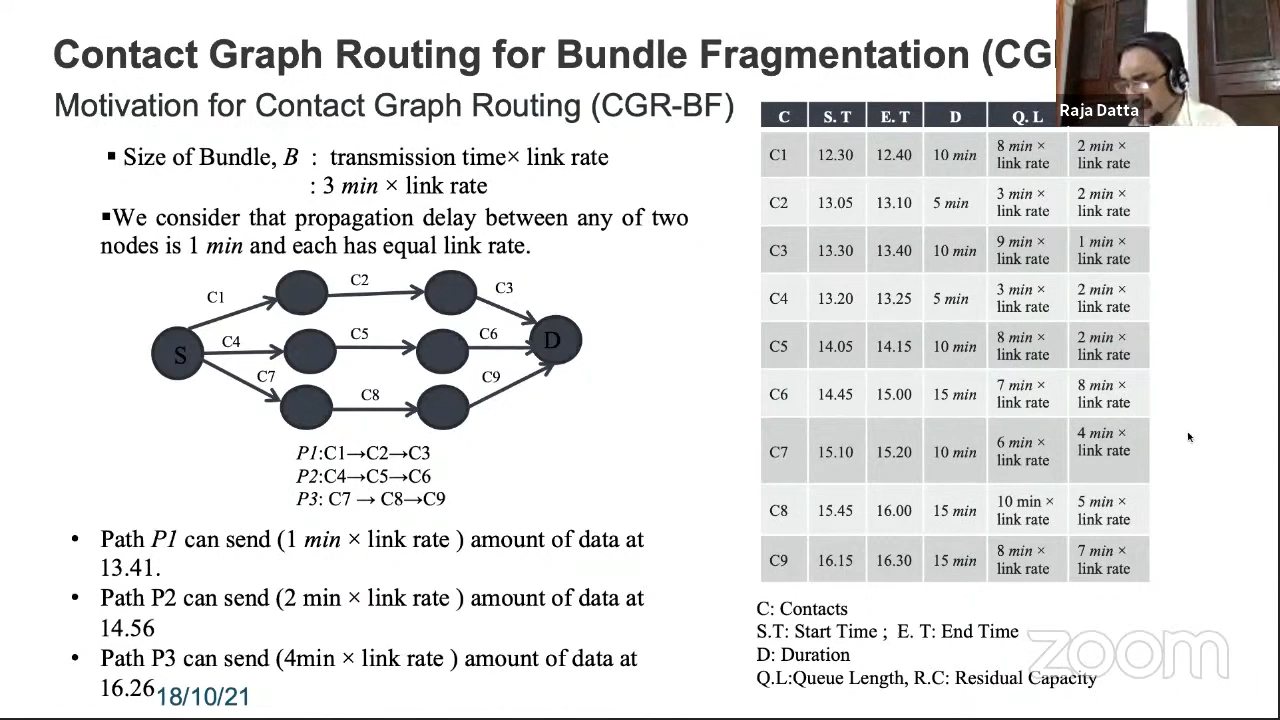 Contact Graph Routing for Bundle Fragmentation (CG
Raja Datta
Motivation for Contact Graph Routing (CGR-BF)
▪ Size of Bundle, B : transmission time× link rate
: 3 min × link rate
▪We consider that propagation delay between any of two
nodes is 1 min and each has equal link rate.
C1
C2
C3
C4
C5
C6
C7
C8
C9
S
D
P1:C1→C2→C3
P2:C4→C5→C6
P3: C7 → C8→C9
• Path P1 can send (1 min × link rate ) amount of data at
13.41.
• Path P2 can send (2 min × link rate ) amount of data at
14.56
• Path P3 can send (4min × link rate ) amount of data at
16.26
18/10/21
C S. T E. T D Q. L
C1 12.30 12.40 10 min 8 min × link rate 2 min × link rate
C2 13.05 13.10 5 min 3 min × link rate 2 min × link rate
C3 13.30 13.40 10 min 9 min × link rate 1 min × link rate
C4 13.20 13.25 5 min 3 min × link rate 2 min × link rate
C5 14.05 14.15 10 min 8 min × link rate 2 min × link rate
C6 14.45 15.00 15 min 7 min × link rate 8 min × link rate
C7 15.10 15.20 10 min 6 min × link rate 4 min × link rate
C8 15.45 16.00 15 min 10 min × link rate 5 min × link rate
C9 16.15 16.30 15 min 8 min × link rate 7 min × link rate
C: Contacts
S.T: Start Time ; E. T: End Time
D: Duration
Q.L:Queue Length, R.C: Residual Capacity
zoom